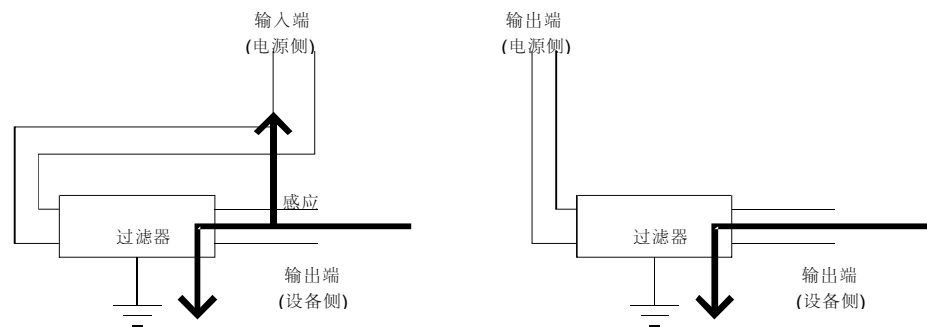 输入端
(电源侧)
感应
过滤器
输出端
(设备侧)
输出端
(电源侧)
过滤器
输出端
(设备侧)